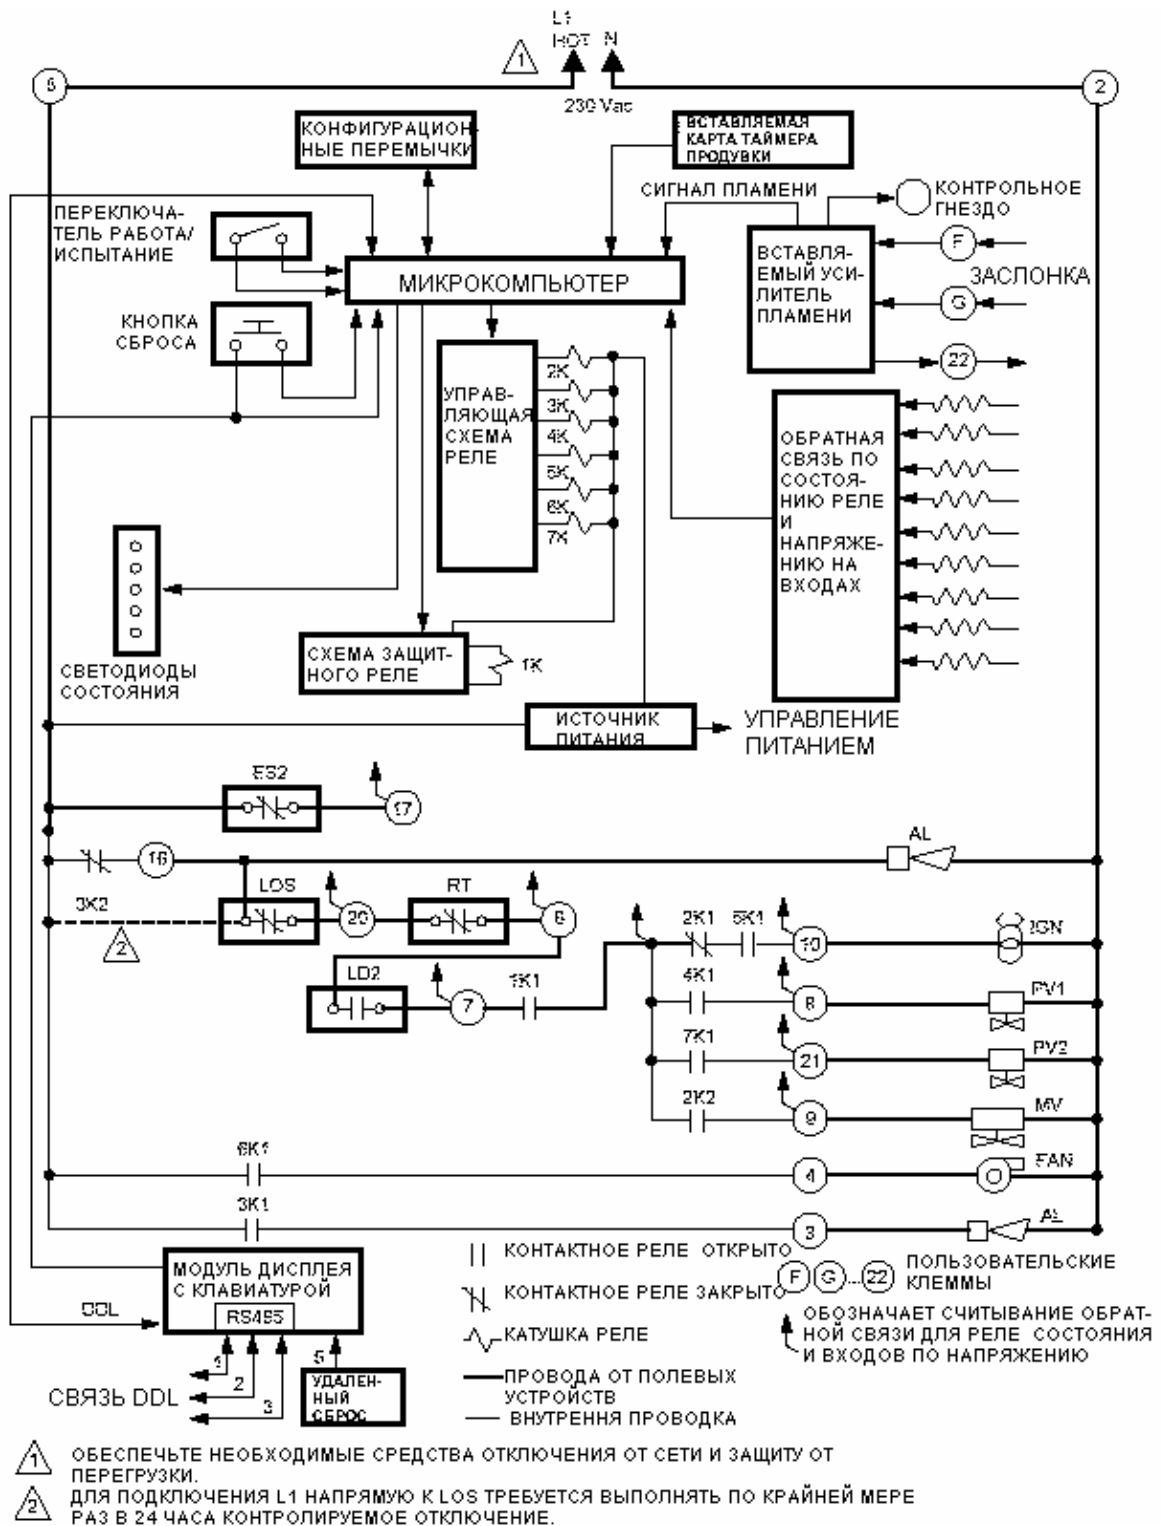 L1
HOT N
1
5
2
230 Vac
КОНФИГУРАЦИОН-
НЫЕ ПЕРЕМЫЧКИ
ВСТАВЛЯЕМАЯ
КАРТА ТАЙМЕРА
ПРОДУВКИ
СИГНАЛ ПЛАМЕНИ
КОНТРОЛЬНОЕ
ГНЕЗДО
ПЕРЕКЛЮЧА-
ТЕЛЬ РАБОТА/
ИСПЫТАНИЕ
F
ВСТАВЛЯ-
ЕМЫЙ УСИ-
ЛИТЕЛЬ
ПЛАМЕНИ
ЗАСЛОНКА
МИКРОКОМПЬЮТЕР
G
КНОПКА
СБРОСА
22
УПРАВ-
ЛЯЮЩАЯ
СХЕМА
РЕЛЕ
2K
3K
4K
5K
6K
7K
ОБРАТНАЯ
СВЯЗЬ ПО
СОСТОЯ-
НИЮ РЕЛЕ
И
НАПРЯЖЕ-
НИЮ НА
ВХОДАХ
СВЕТОДИОДЫ
СОСТОЯНИЯ
СХЕМА ЗАЩИТ-
НОГО РЕЛЕ
1K
ИСТОЧНИК
ПИТАНИЯ
УПРАВЛЕНИЕ
ПИТАНИЕМ
ES2
17
16
AL
3K2
2
LOS
20
RT
6
2K1
5K1
10
IGN
LD2
7
1K1
4K1
8
PV1
7K1
21
PV2
2K2
9
MV
6K1
4
FAN
3K1
3
AL
МОДУЛЬ ДИСПЛЕЯ
С КЛАВИАТУРОЙ
RS485
DDL
1
2
3
5
СВЯЗЬ DDL
УДАЛЕН-
НЫЙ
СБРОС
КОНТАКТНОЕ РЕЛЕ ОТКРЫТО
КОНТАКТНОЕ РЕЛЕ ЗАКРЫТО
КАТУШКА РЕЛЕ
ПРОВОДА ОТ ПОЛЕВЫХ
УСТРОЙСТВ
ВНУТРЕННЯ ПРОВОДКА
F G ... 22 ПОЛЬЗОВАТЕЛЬСКИЕ
КЛЕММЫ
ОБОЗНАЧАЕТ СЧИТЫВАНИЕ ОБРАТ-
НОЙ СВЯЗИ ДЛЯ РЕЛЕ СОСТОЯНИЯ
И ВХОДОВ ПО НАПРЯЖЕНИЮ
1 ОБЕСПЕЧЬТЕ НЕОБХОДИМЫЕ СРЕДСТВА ОТКЛЮЧЕНИЯ ОТ СЕТИ И ЗАЩИТУ ОТ
ПЕРЕГРУЗКИ.
2 ДЛЯ ПОДКЛЮЧЕНИЯ L1 НАПРЯМУЮ К LOS ТРЕБУЕТСЯ ВЫПОЛНЯТЬ ПО КРАЙНЕЙ МЕРЕ
РАЗ В 24 ЧАСА КОНТРОЛИРУЕМОЕ ОТКЛЮЧЕНИЕ.